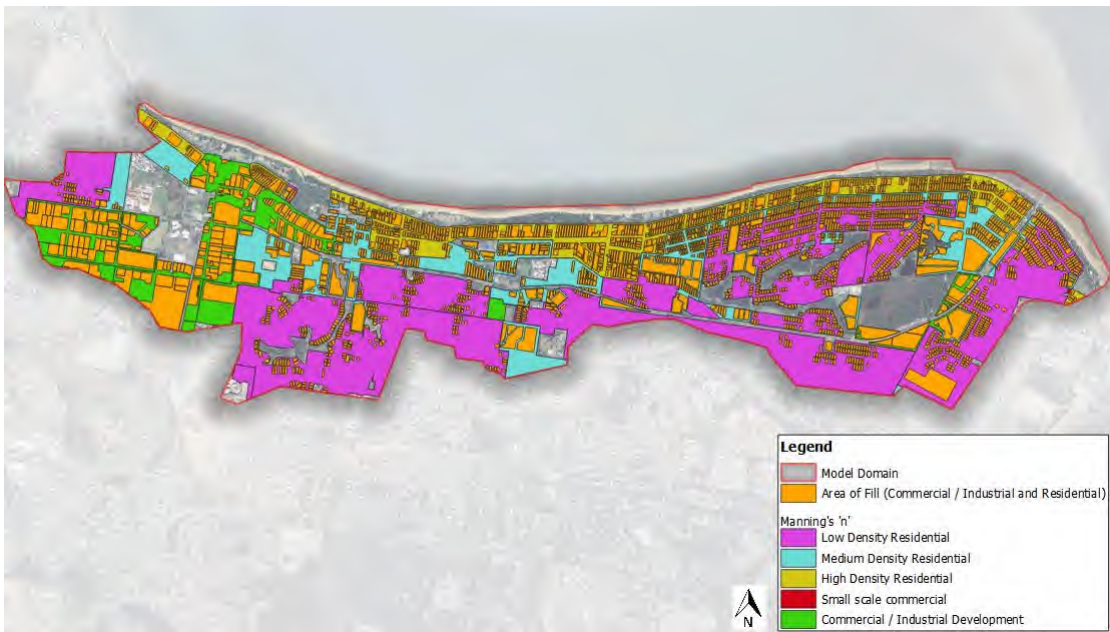 Legend
Model Domain
Area of Fill (Commercial / Industrial and Residential)
Manning's 'n'
Low Density Residential
Medium Density Residential
High Density Residential
Small scale commercial
Commercial / Industrial Development
N